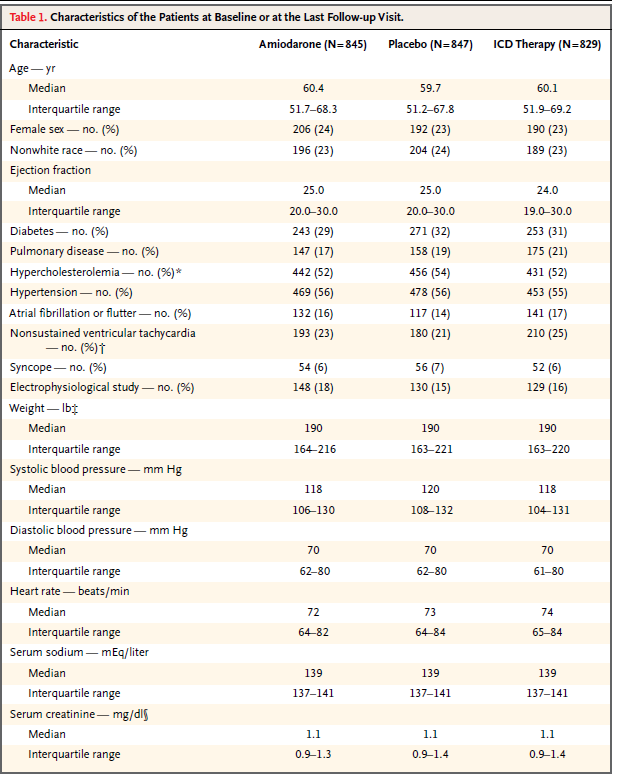 Table 1. Characteristics of the Patients at Baseline or at the Last Follow-up Visit.
Characteristic Amiodarone (N=845) Placebo (N=847) ICD Therapy (N=829)
Age — yr
Median 60.4 59.7 60.1
Interquartile range 51.7–68.3 51.2–67.8 51.9–69.2
Female sex — no. (%) 206 (24) 192 (23) 190 (23)
Nonwhite race — no. (%) 196 (23) 204 (24) 189 (23)
Ejection fraction
Median 25.0 25.0 24.0
Interquartile range 20.0–30.0 20.0–30.0 19.0–30.0
Diabetes — no. (%) 243 (29) 271 (32) 253 (31)
Pulmonary disease — no. (%) 147 (17) 158 (19) 175 (21)
Hypercholesterolemia — no. (%)* 442 (52) 456 (54) 431 (52)
Hypertension — no. (%) 469 (56) 478 (56) 453 (55)
Atrial fibrillation or flutter — no. (%) 132 (16) 117 (14) 141 (17)
Nonsustained ventricular tachycardia 193 (23) 180 (21) 210 (25)
— no. (%)†
Syncope — no. (%) 54 (6) 56 (7) 52 (6)
Electrophysiological study — no. (%) 148 (18) 130 (15) 129 (16)
Weight — lb‡
Median 190 190 190
Interquartile range 164–216 163–221 163–220
Systolic blood pressure — mm Hg
Median 118 120 118
Interquartile range 106–130 108–132 104–131
Diastolic blood pressure — mm Hg
Median 70 70 70
Interquartile range 62–80 62–80 61–80
Heart rate — beats/min
Median 72 73 74
Interquartile range 64–82 64–84 65–84
Serum sodium — mEq/liter
Median 139 139 139
Interquartile range 137–141 137–141 137–141
Serum creatinine — mg/dl§
Median 1.1 1.1 1.1
Interquartile range 0.9–1.3 0.9–1.4 0.9–1.4